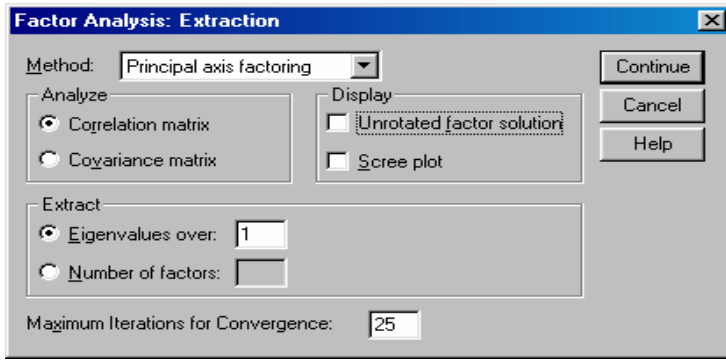 Factor Analysis: Extraction
Method: Principal axis factoring
Continue
Analyze
Correlation matrix
Covariance matrix
Display
Unrotated factor solution
Scree plot
Cancel
Help
Extract
Eigenvalues over: 1
Number of factors:
Maximum Iterations for Convergence: 25